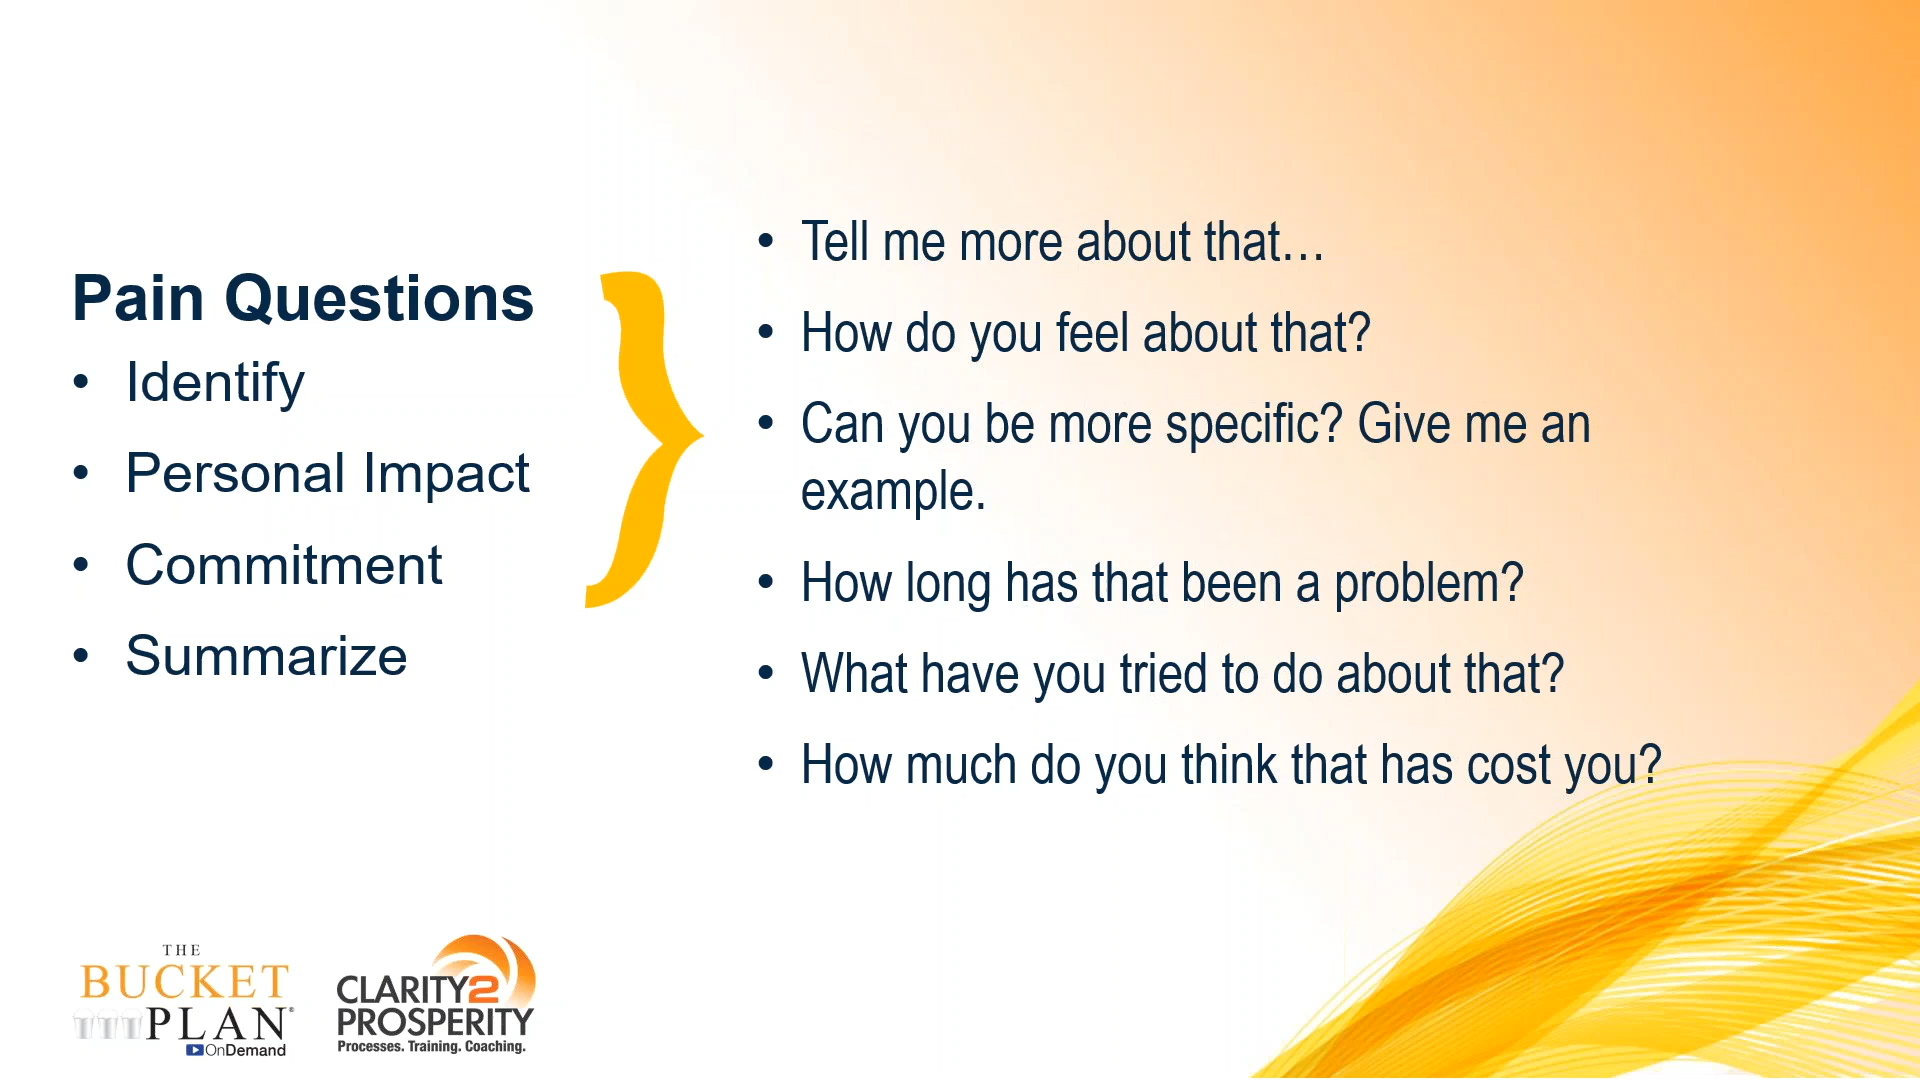 Pain Questions
• Identify
• Personal Impact
• Commitment
• Summarize
• Tell me more about that…
• How do you feel about that?
• Can you be more specific? Give me an
example.
• How long has that been a problem?
• What have you tried to do about that?
• How much do you think that has cost you?
THE
BUCKET
PLAN®
OnDemand
CLARITY2
PROSPERITY
Processes. Training. Coaching.